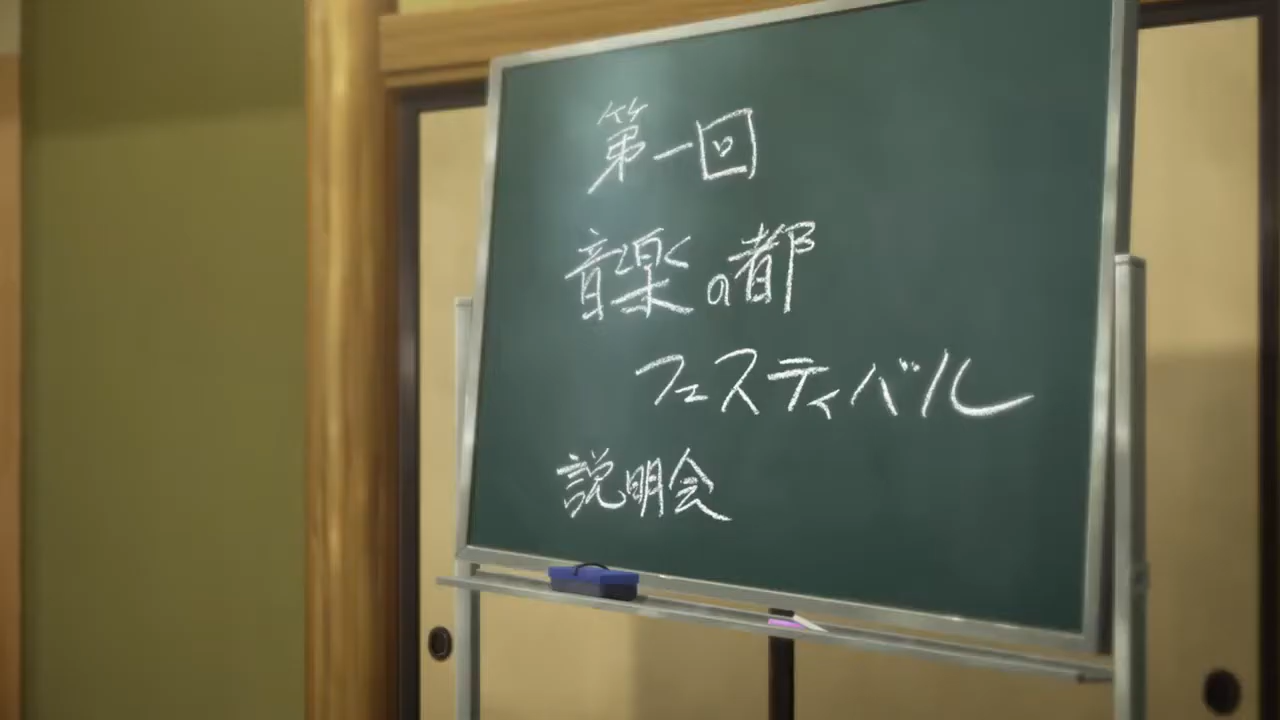 第一回
音楽の都
フェスティバル
説明会